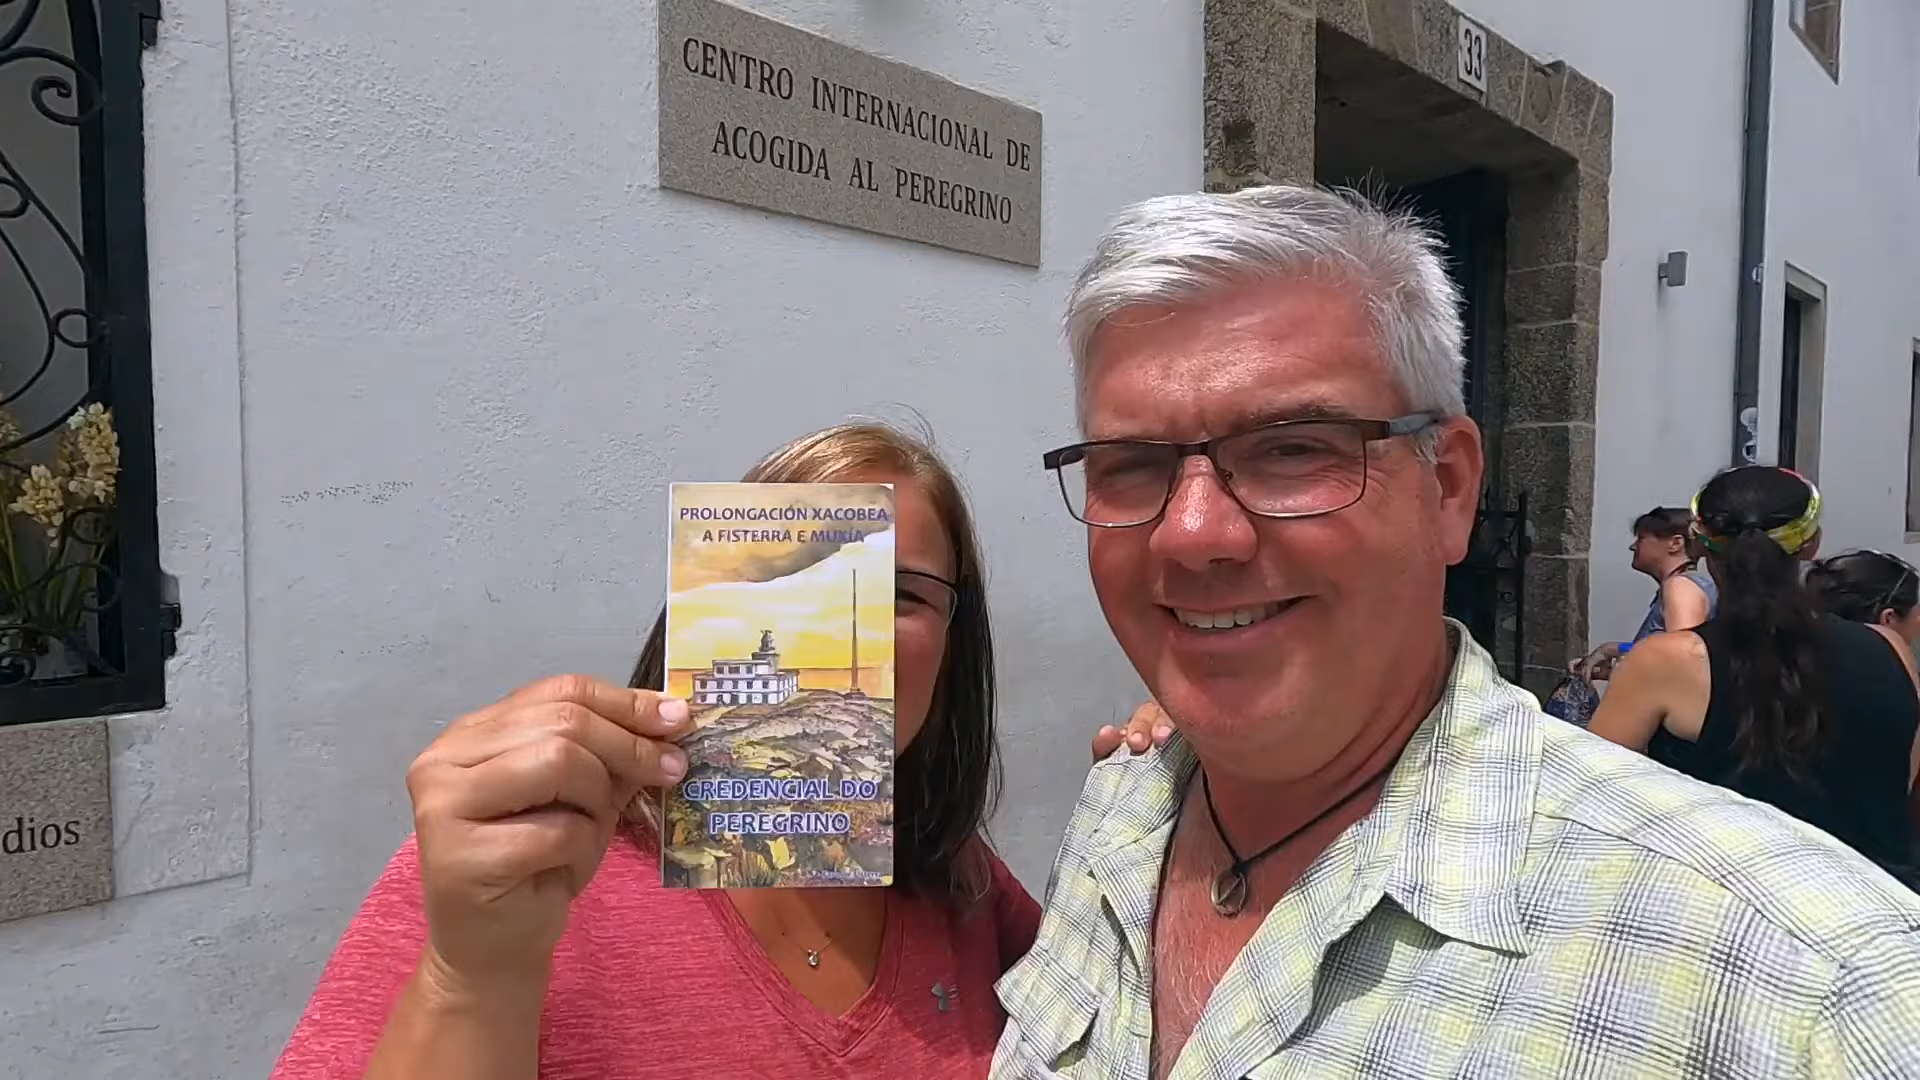 CENTRO INTERNACIONAL DE
ACOGIDA AL PEREGRINO
33
PROLONGACIÓN XACOBEA
A FISTERRA E MUXÍA
CREDENCIAL DO
PEREGRINO
dios